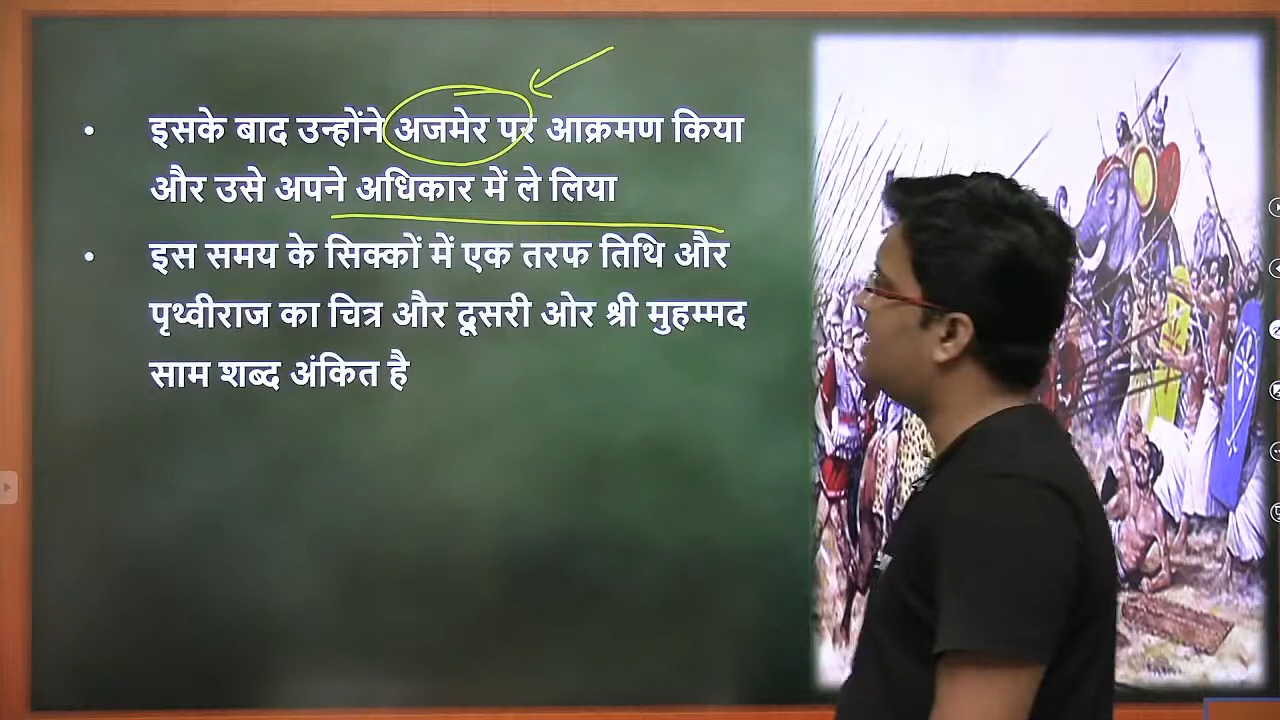 इसके बाद उन्होंने अजमेर पर आक्रमण किया
और उसे अपने अधिकार में ले लिया
इस समय के सिक्कों में एक तरफ तिथि और
पृथ्वीराज का चित्र और दूसरी ओर श्री मुहम्मद
साम शब्द अंकित है